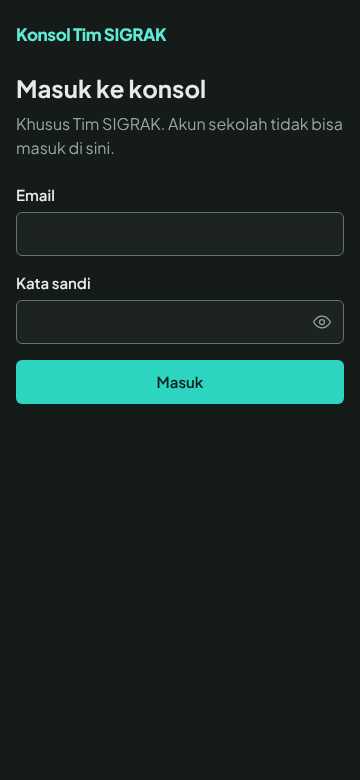 Konsol Tim SIGRAK
Masuk ke konsol
Khusus Tim SIGRAK. Akun sekolah tidak bisa
masuk di sini.
Email
Kata sandi
Masuk